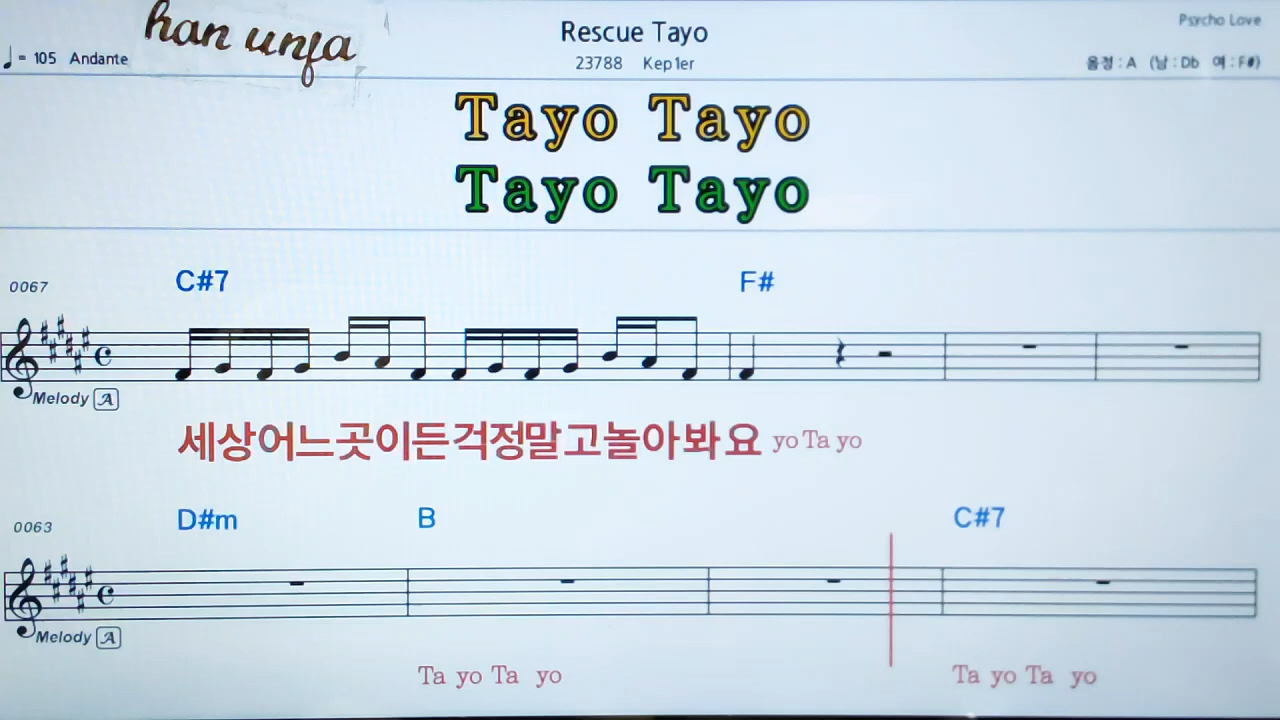 han unja
Rescue Tayo
Psycho Love
♩= 105 Andante
23788 Kep1er
음정 : A (남 : Db 여 : F#)
Tayo Tayo
Tayo Tayo
0067
C#7 F#
Melody A
세상어느곳이든걱정말고놀아봐요 yo Ta yo
0063
D#m B C#7
Melody A
Ta yo Ta yo Ta yo Ta yo